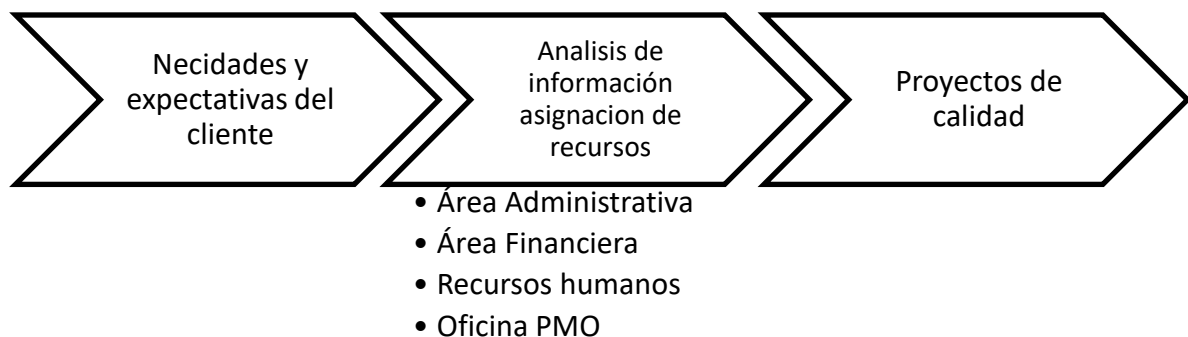 Necidades y
expectativas del
cliente
Analisis de
información
asignacion de
recursos
Proyectos de
calidad
• Área Administrativa
• Área Financiera
• Recursos humanos
• Oficina PMO